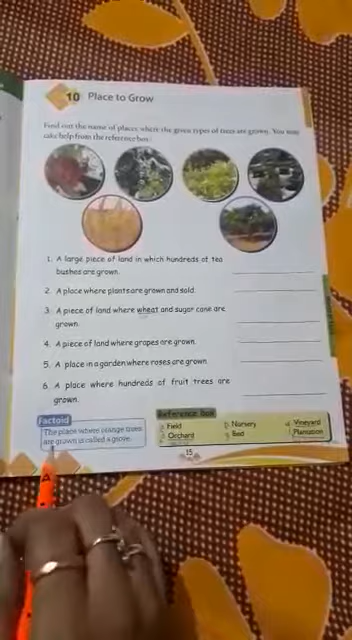 10 Place to Grow
Find out the name of places where the given types of trees are grown. You may
take help from the reference box:
1. A large piece of land in which hundreds of tea
bushes are grown.
2. A place where plants are grown and sold.
3. A piece of land where wheat and sugar cane are
grown.
4. A piece of land where grapes are grown.
5. A place in a garden where roses are grown.
6. A place where hundreds of fruit trees are
grown.
Factoid
The place where orange trees
are grown is called a grove.
Reference box
Field Nursery Vineyard
Orchard Bed Plantation
15